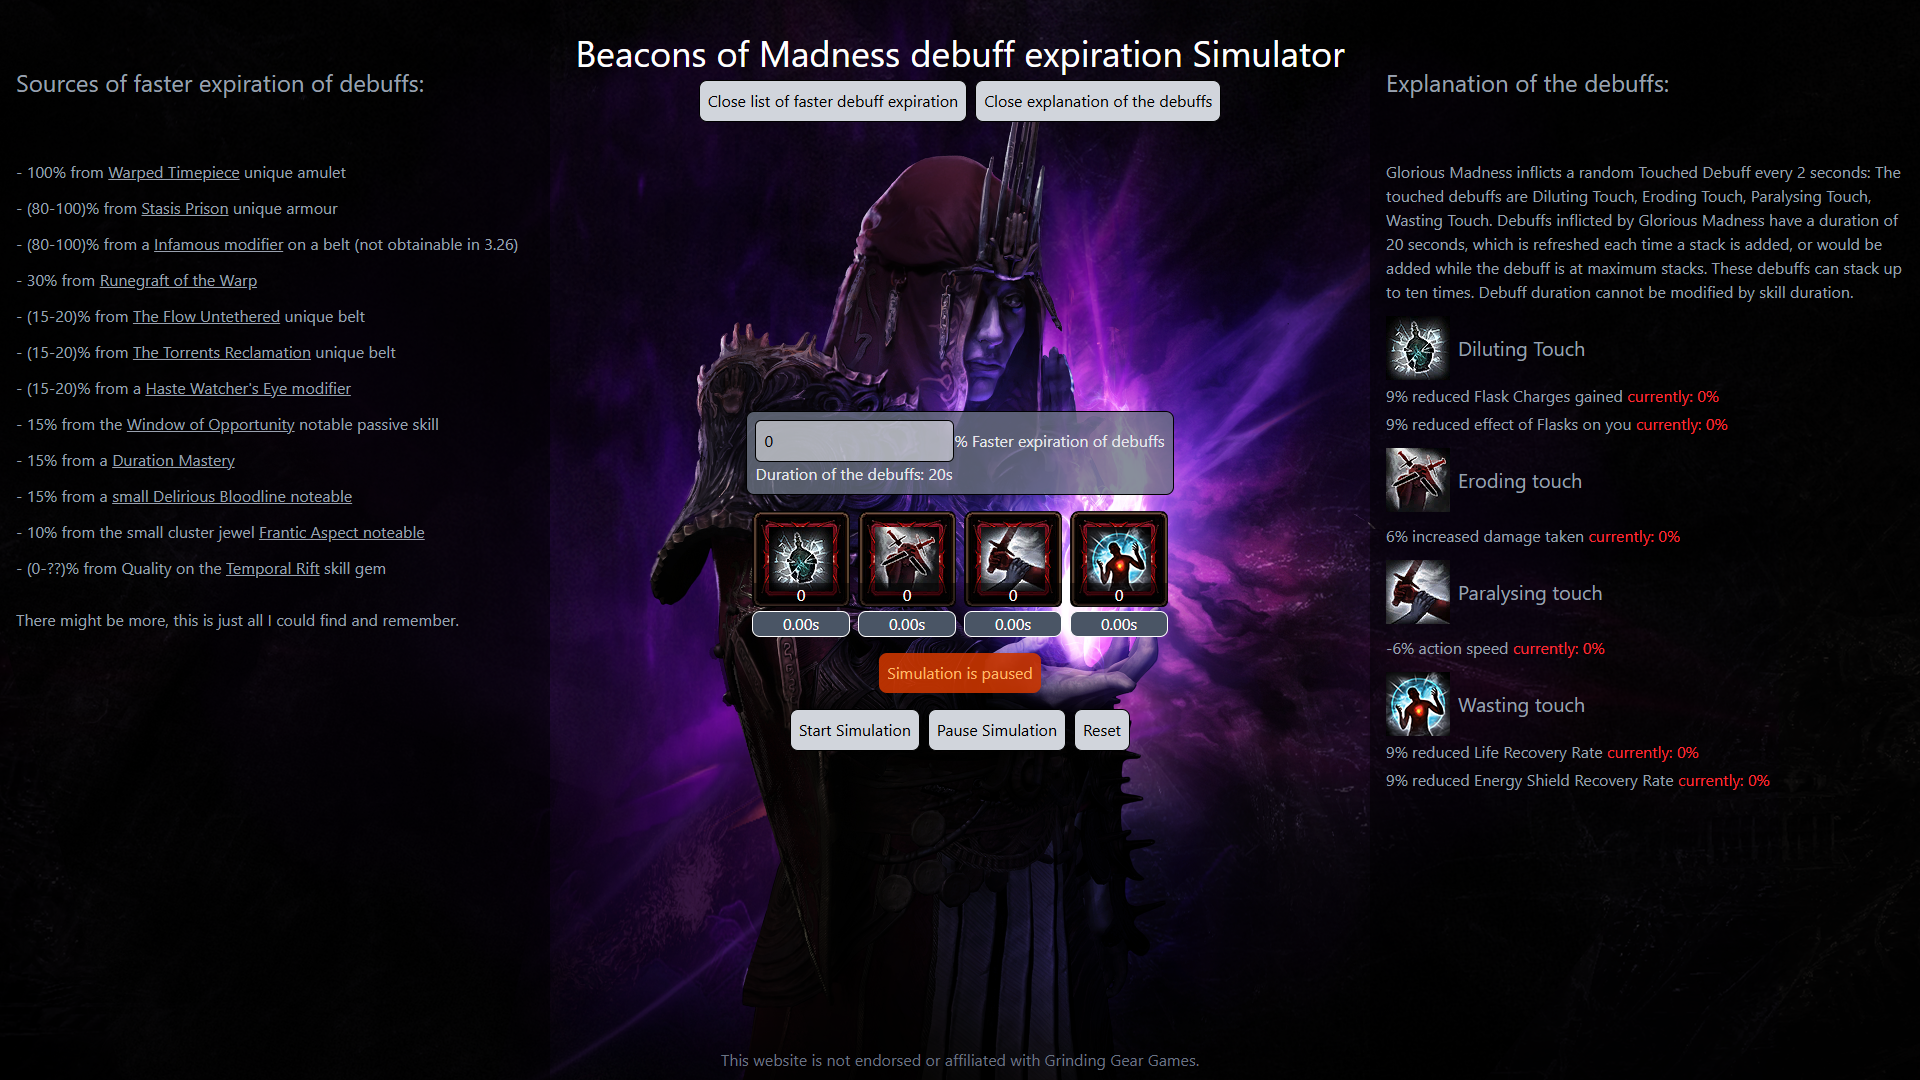 Beacons of Madness debuff expiration Simulator
Close list of faster debuff expiration
Close explanation of the debuffs
Sources of faster expiration of debuffs:
- 100% from Warped Timepiece unique amulet
- (80-100)% from Stasis Prison unique armour
- (80-100)% from a Infamous modifier on a belt (not obtainable in 3.26)
- 30% from Runegraft of the Warp
- (15-20)% from The Flow Untethered unique belt
- (15-20)% from The Torrents Reclamation unique belt
- (15-20)% from a Haste Watcher's Eye modifier
- 15% from the Window of Opportunity notable passive skill
- 15% from a Duration Mastery
- 15% from a small Delirious Bloodline noteable
- 10% from the small cluster jewel Frantic Aspect noteable
- (0-??)% from Quality on the Temporal Rift skill gem
There might be more, this is just all I could find and remember.
0
% Faster expiration of debuffs
Duration of the debuffs: 20s
0
0
0
0
0.00s
0.00s
0.00s
0.00s
Simulation is paused
Start Simulation
Pause Simulation
Reset
Explanation of the debuffs:
Glorious Madness inflicts a random Touched Debuff every 2 seconds: The
touched debuffs are Diluting Touch, Eroding Touch, Paralysing Touch,
Wasting Touch. Debuffs inflicted by Glorious Madness have a duration of
20 seconds, which is refreshed each time a stack is added, or would be
added while the debuff is at maximum stacks. These debuffs can stack up
to ten times. Debuff duration cannot be modified by skill duration.
Diluting Touch
9% reduced Flask Charges gained currently: 0%
9% reduced effect of Flasks on you currently: 0%
Eroding touch
6% increased damage taken currently: 0%
Paralysing touch
-6% action speed currently: 0%
Wasting touch
9% reduced Life Recovery Rate currently: 0%
9% reduced Energy Shield Recovery Rate currently: 0%
This website is not endorsed or affiliated with Grinding Gear Games.